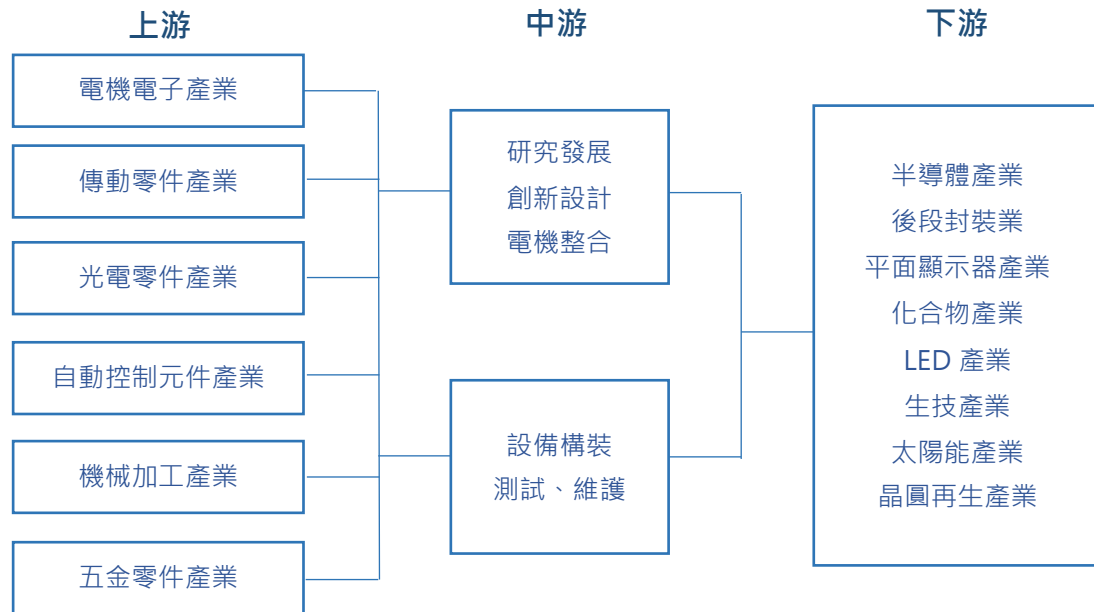 上游
中游
下游
電機電子產業
傳動零件產業
光電零件產業
自動控制元件產業
機械加工產業
五金零件產業
研究發展
創新設計
電機整合
設備構裝
測試、維護
半導體產業
後段封裝業
平面顯示器產業
化合物產業
LED 產業
生技產業
太陽能產業
晶圓再生產業